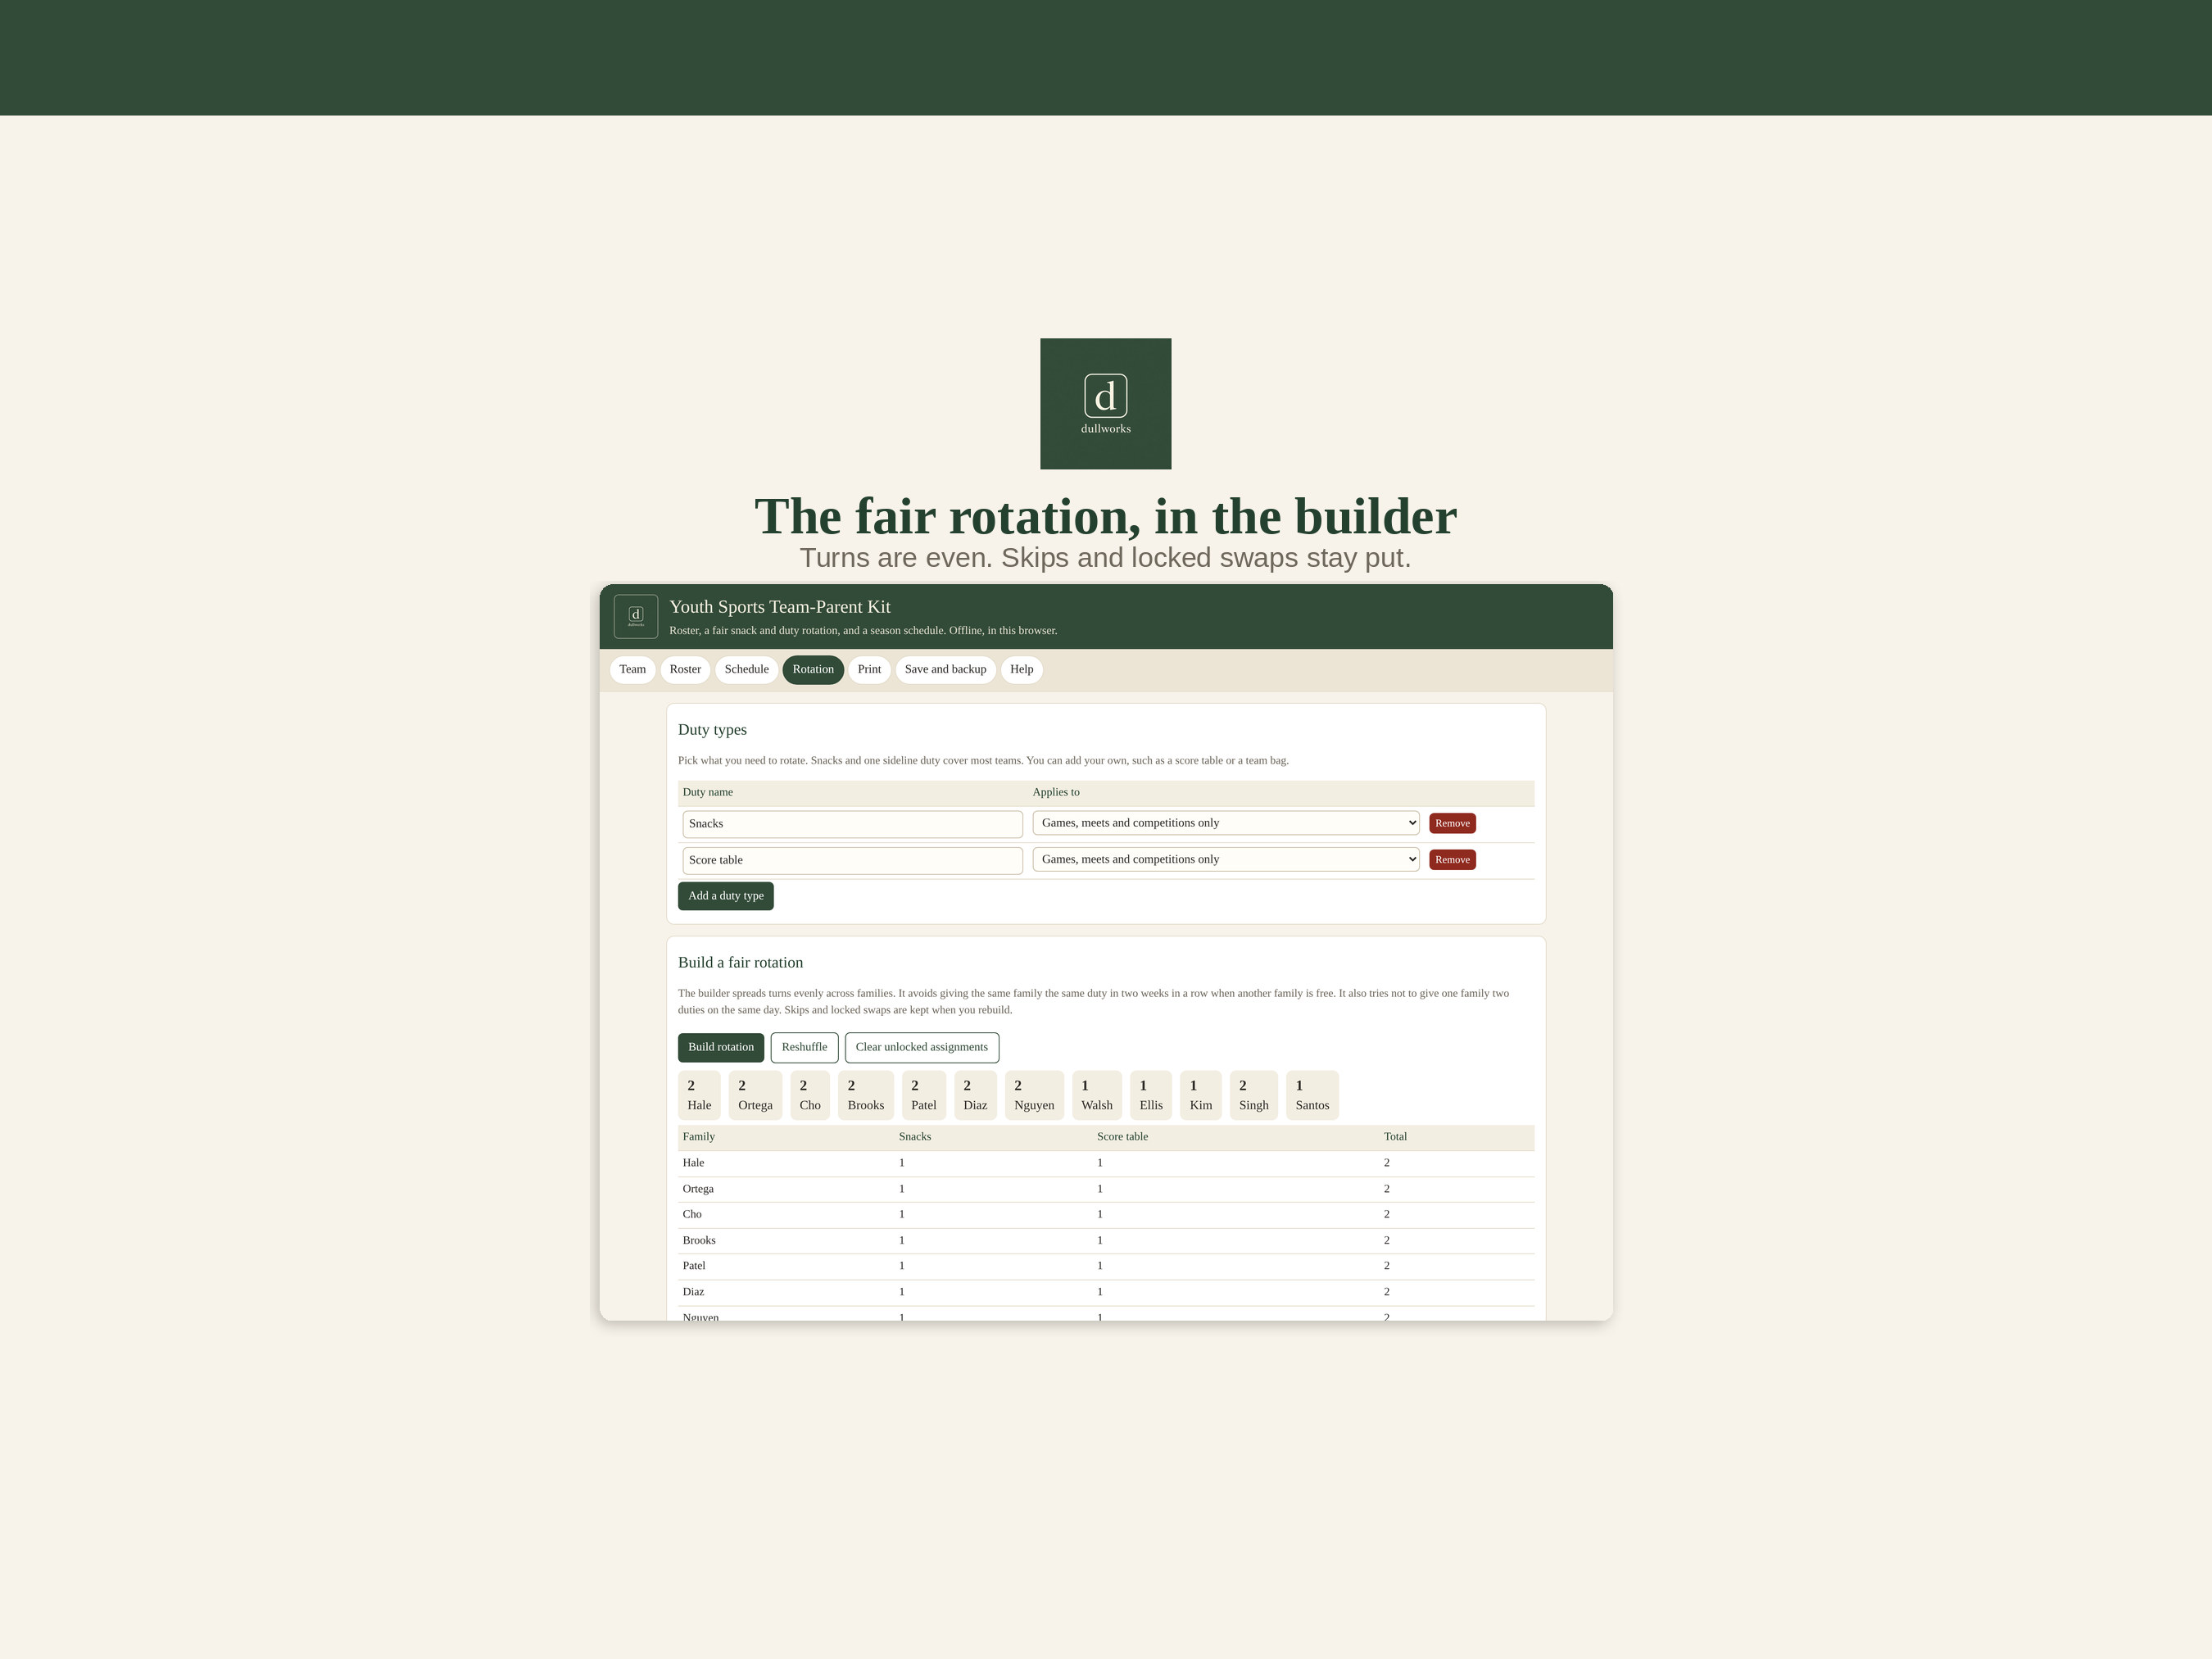 d
dullworks
The fair rotation, in the builder
Turns are even. Skips and locked swaps stay put.
d
dullworks
Youth Sports Team-Parent Kit
Roster, a fair snack and duty rotation, and a season schedule. Offline, in this browser.
Team Roster Schedule Rotation Print Save and backup Help
Duty types
Pick what you need to rotate. Snacks and one sideline duty cover most teams. You can add your own, such as a score table or a team bag.
Duty name Applies to
Snacks Games, meets and competitions only Remove
Score table Games, meets and competitions only Remove
Add a duty type
Build a fair rotation
The builder spreads turns evenly across families. It avoids giving the same family the same duty in two weeks in a row when another family is free. It also tries not to give one family two
duties on the same day. Skips and locked swaps are kept when you rebuild.
Build rotation Reshuffle Clear unlocked assignments
2 2 2 2 2 2 2 1 1 1 2 1
Hale Ortega Cho Brooks Patel Diaz Nguyen Walsh Ellis Kim Singh Santos
Family Snacks Score table Total
Hale 1 1 2
Ortega 1 1 2
Cho 1 1 2
Brooks 1 1 2
Patel 1 1 2
Diaz 1 1 2
Nguyen 1 1 2